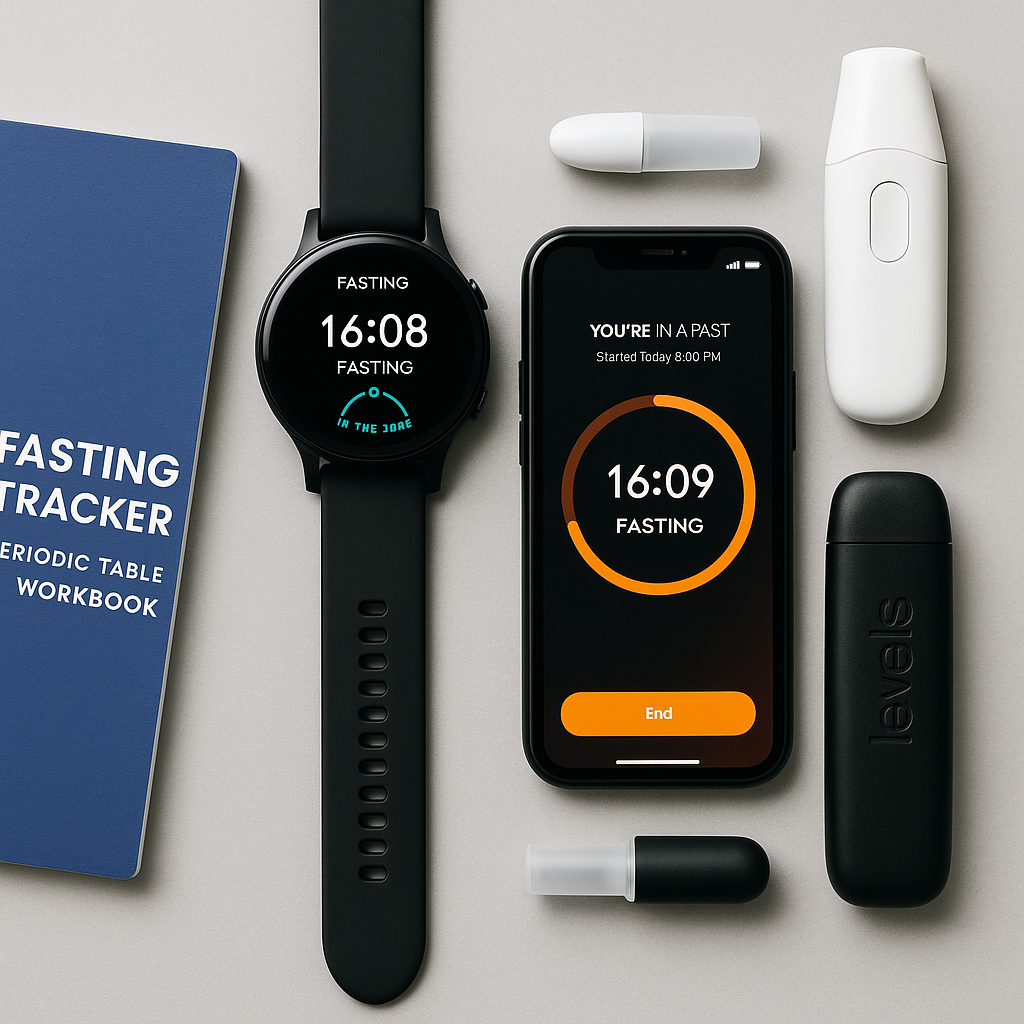 FASTING
TRACKER
ERIODIC TABLE
WORKBOOK
FASTING
16:08
FASTING
IN THE JORE
YOU'RE IN A PAST
Started Today 8:00 PM
16:09
FASTING
End
levels